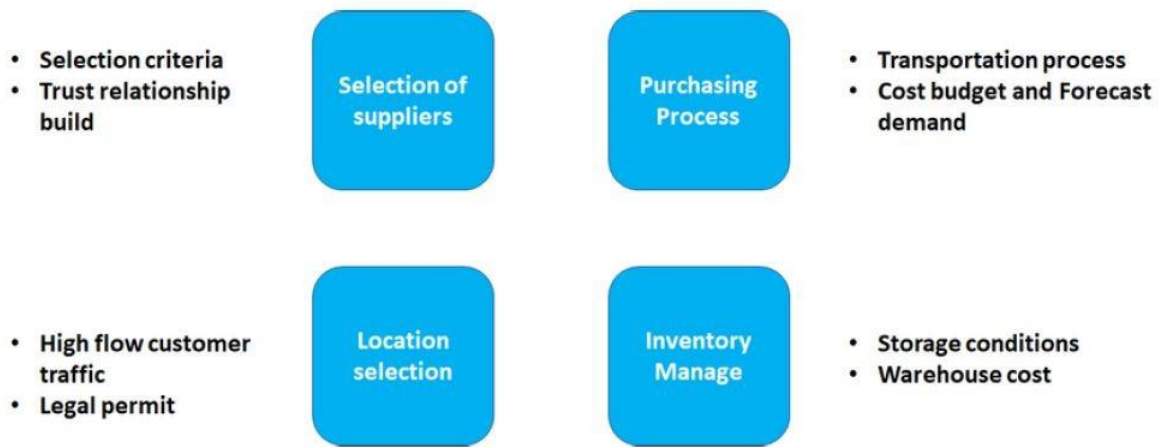 • Selection criteria
• Trust relationship
build
Selection of
suppliers
Purchasing
Process
• Transportation process
• Cost budget and Forecast
demand
• High flow customer
traffic
• Legal permit
Location
selection
Inventory
Manage
• Storage conditions
• Warehouse cost